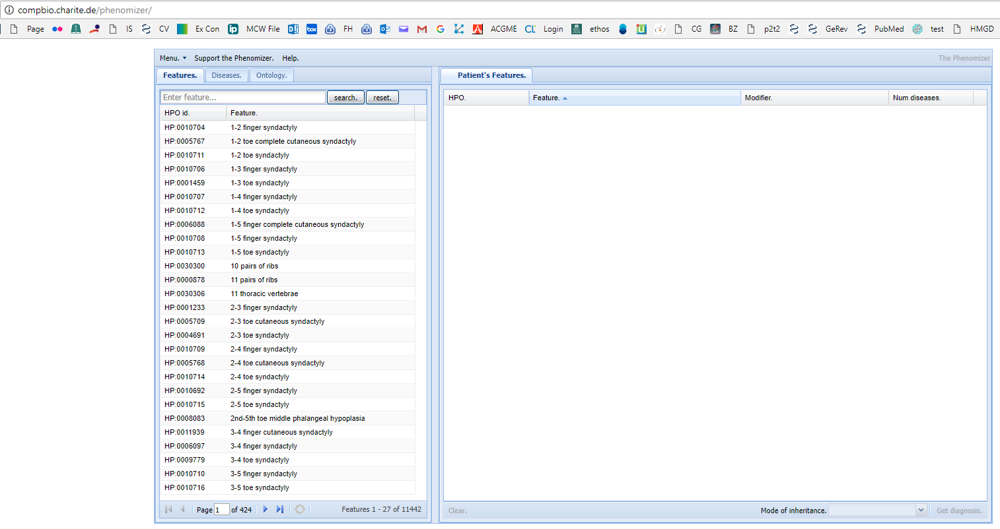 compbio.charite.de/phenomizer/
Page IS CV Ex Con ip MCW File box FH ACGME CL Login ethos CG BZ p2t2 GeRev PubMed test HMGD
Menu. Support the Phenomizer. Help. The Phenomizer
Features. Diseases. Ontology. Patient's Features.
Enter feature... search. reset.
HPO. Feature. Modifier. Num diseases.
HPO id. Feature.
HP:0010704 1-2 finger syndactyly
HP:0005767 1-2 toe complete cutaneous syndactyly
HP:0010711 1-2 toe syndactyly
HP:0010706 1-3 finger syndactyly
HP:0001459 1-3 toe syndactyly
HP:0010707 1-4 finger syndactyly
HP:0010712 1-4 toe syndactyly
HP:0006088 1-5 finger complete cutaneous syndactyly
HP:0010708 1-5 finger syndactyly
HP:0010713 1-5 toe syndactyly
HP:0030300 10 pairs of ribs
HP:0000878 11 pairs of ribs
HP:0030306 11 thoracic vertebrae
HP:0001233 2-3 finger syndactyly
HP:0005709 2-3 toe cutaneous syndactyly
HP:0004691 2-3 toe syndactyly
HP:0010709 2-4 finger syndactyly
HP:0005768 2-4 toe cutaneous syndactyly
HP:0010714 2-4 toe syndactyly
HP:0010692 2-5 finger syndactyly
HP:0010715 2-5 toe syndactyly
HP:0008083 2nd-5th toe middle phalangeal hypoplasia
HP:0011939 3-4 finger cutaneous syndactyly
HP:0006097 3-4 finger syndactyly
HP:0009779 3-4 toe syndactyly
HP:0010710 3-5 finger syndactyly
HP:0010716 3-5 toe syndactyly
Page 1 of 424 Features 1 - 27 of 11442
Clear. Mode of inheritance. Get diagnosis.